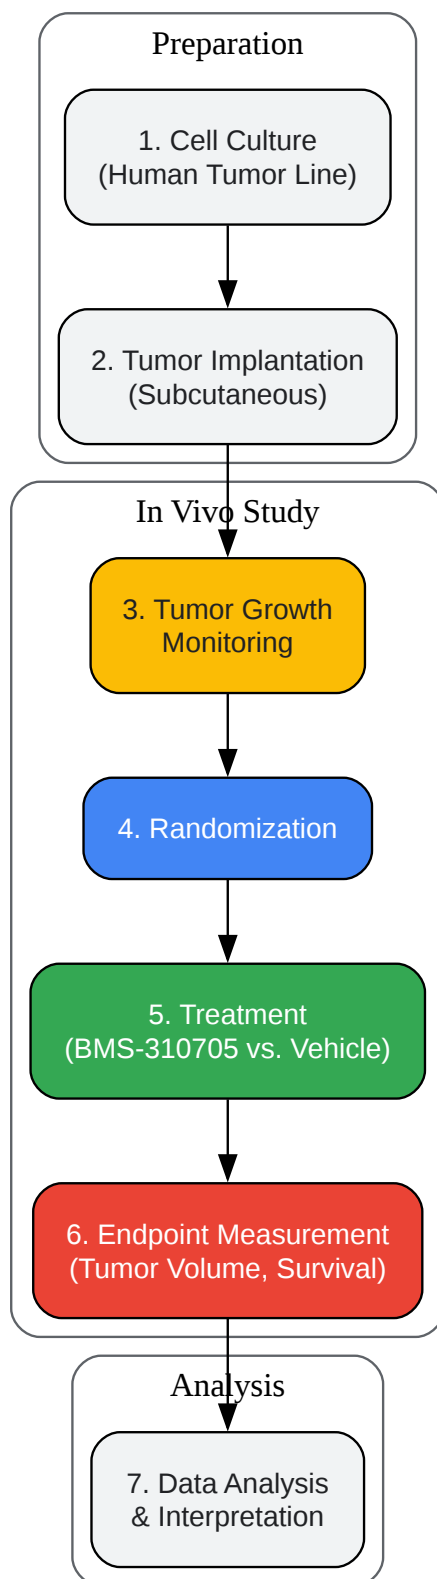 Preparation
1. Cell Culture
(Human Tumor Line)
2. Tumor Implantation
(Subcutaneous)
In Vivo Study
3. Tumor Growth
Monitoring
4. Randomization
5. Treatment
(BMS-310705 vs. Vehicle)
6. Endpoint Measurement
(Tumor Volume, Survival)
Analysis
7. Data Analysis
& Interpretation